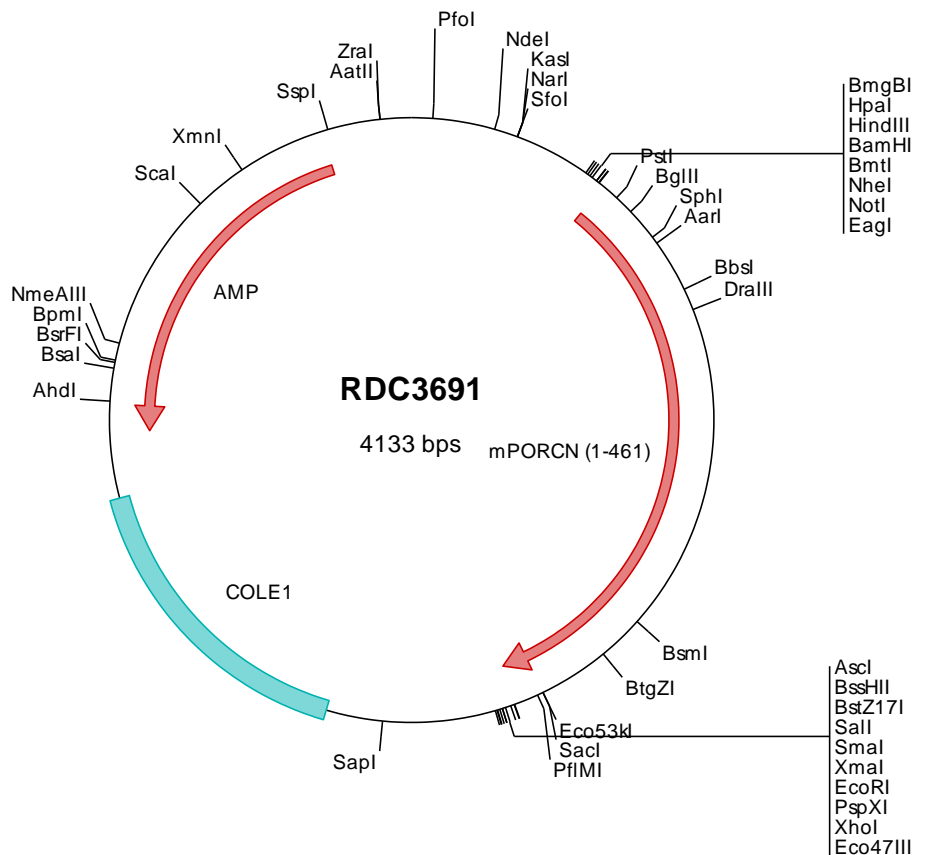 PfoI
ZraI
AatII
NdeI
KasI
NarI
SfoI
SspI
XmnI
ScaI
BmgBI
HpaI
HindIII
BamHI
BmtI
NheI
NotI
EagI
PstI
BglII
SphI
AarI
BbsI
DraIII
NmeAIII
BpmI
BsrFI
BsaI
AhdI
AMP
RDC3691
4133 bps
mPORCN (1-461)
COLE1
BsmI
BtgZI
Eco53kI
SacI
PflMI
SapI
AscI
BssHII
BstZ17I
SalI
SmaI
XmaI
EcoRI
PspXI
XhoI
Eco47III